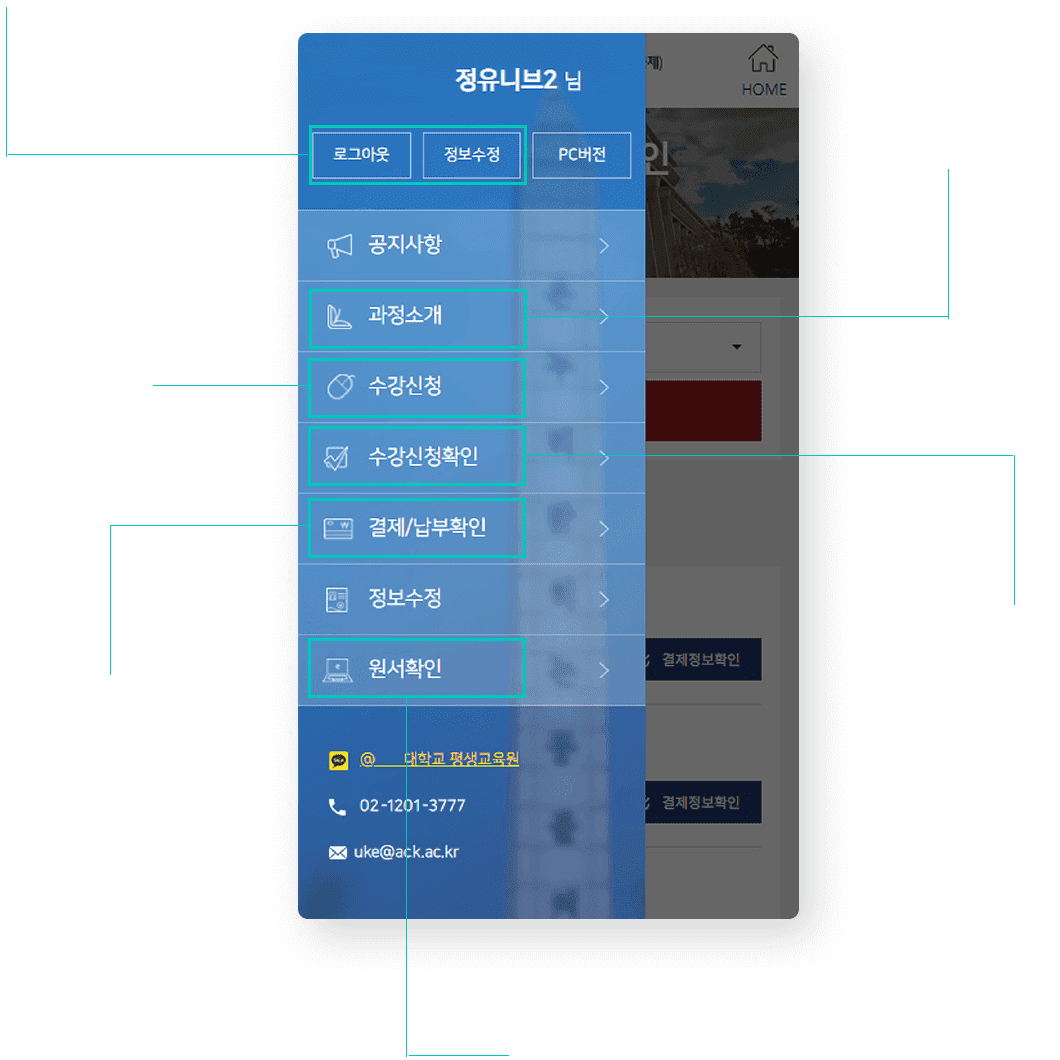 정유니브2 님
제)
HOME
로그아웃
정보수정
PC버전
인
공지사항
과정소개
수강신청
수강신청확인
결제/납부확인
정보수정
원서확인
결제정보확인
@ 대학교 평생교육원
02-1201-3777
결제정보확인
uke@ack.ac.kr